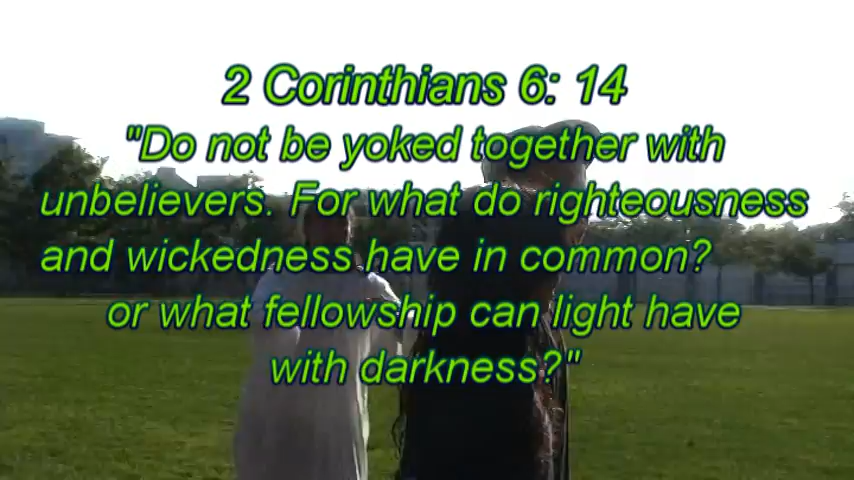 2 Corinthians 6: 14
"Do not be yoked together with
unbelievers. For what do righteousness
and wickedness have in common?
or what fellowship can light have
with darkness?"